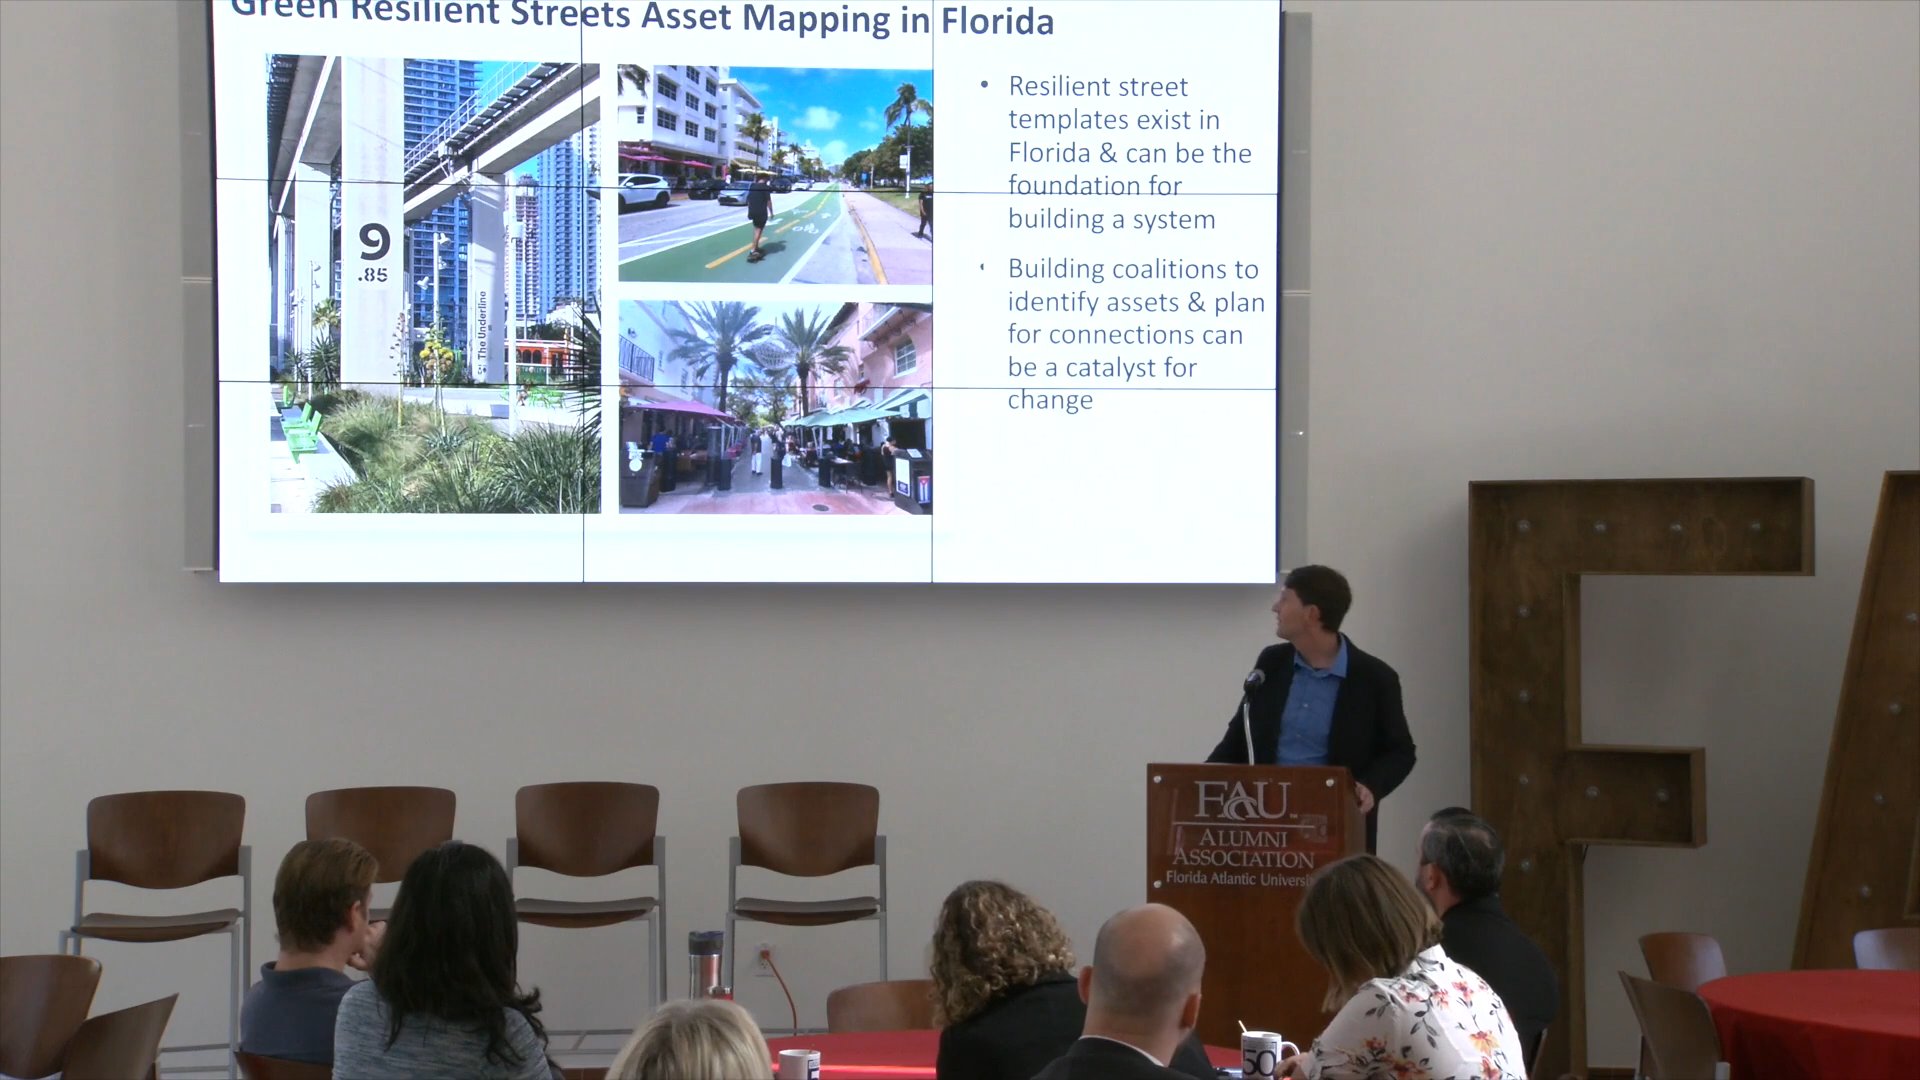 Green Resilient Streets Asset Mapping in Florida
• Resilient street
templates exist in
Florida & can be the
foundation for
building a system
• Building coalitions to
identify assets & plan
for connections can
be a catalyst for
change
9
.85
The Underline
FAU
ALUMNI
ASSOCIATION
Florida Atlantic Universi
50
F